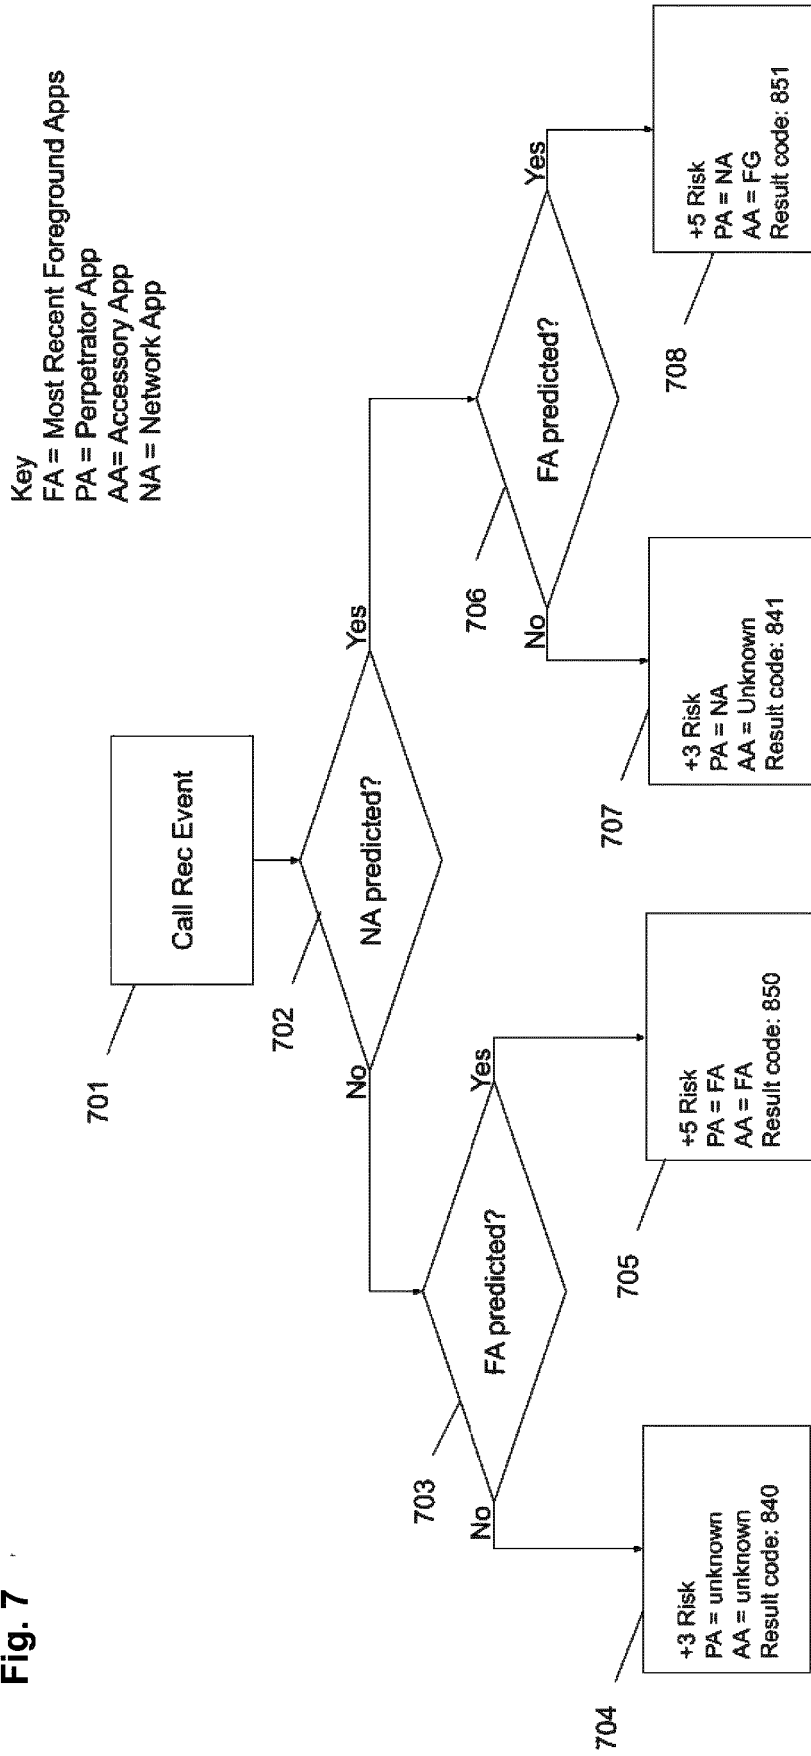 Fig. 7
Key
FA = Most Recent Foreground Apps
PA = Perpetrator App
AA= Accessory App
NA = Network App
701
Call Rec Event
702
NA predicted?
No
Yes
703
FA predicted?
No
Yes
706
FA predicted?
No
Yes
704
+3 Risk
PA = unknown
AA = unknown
Result code: 840
705
+5 Risk
PA = FA
AA = FA
Result code: 850
707
+3 Risk
PA = NA
AA = Unknown
Result code: 841
708
+5 Risk
PA = NA
AA = FG
Result code: 851